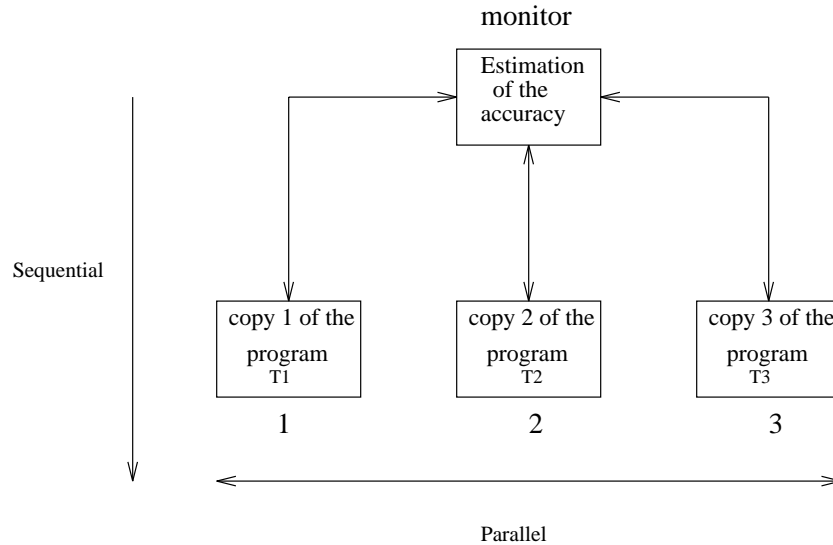 monitor
Estimation
of the
accuracy
Sequential
copy 1 of the
program
T1
copy 2 of the
program
T2
copy 3 of the
program
T3
1
2
3
Parallel